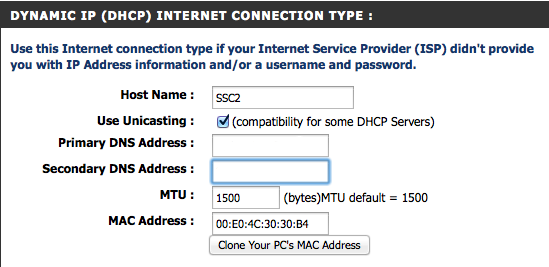 DYNAMIC IP (DHCP) INTERNET CONNECTION TYPE :
Use this Internet connection type if your Internet Service Provider (ISP) didn't provide
you with IP Address information and/or a username and password.
Host Name : SSC2
Use Unicasting : (compatibility for some DHCP Servers)
Primary DNS Address :
Secondary DNS Address :
MTU : 1500 (bytes)MTU default = 1500
MAC Address : 00:E0:4C:30:30:B4
Clone Your PC's MAC Address